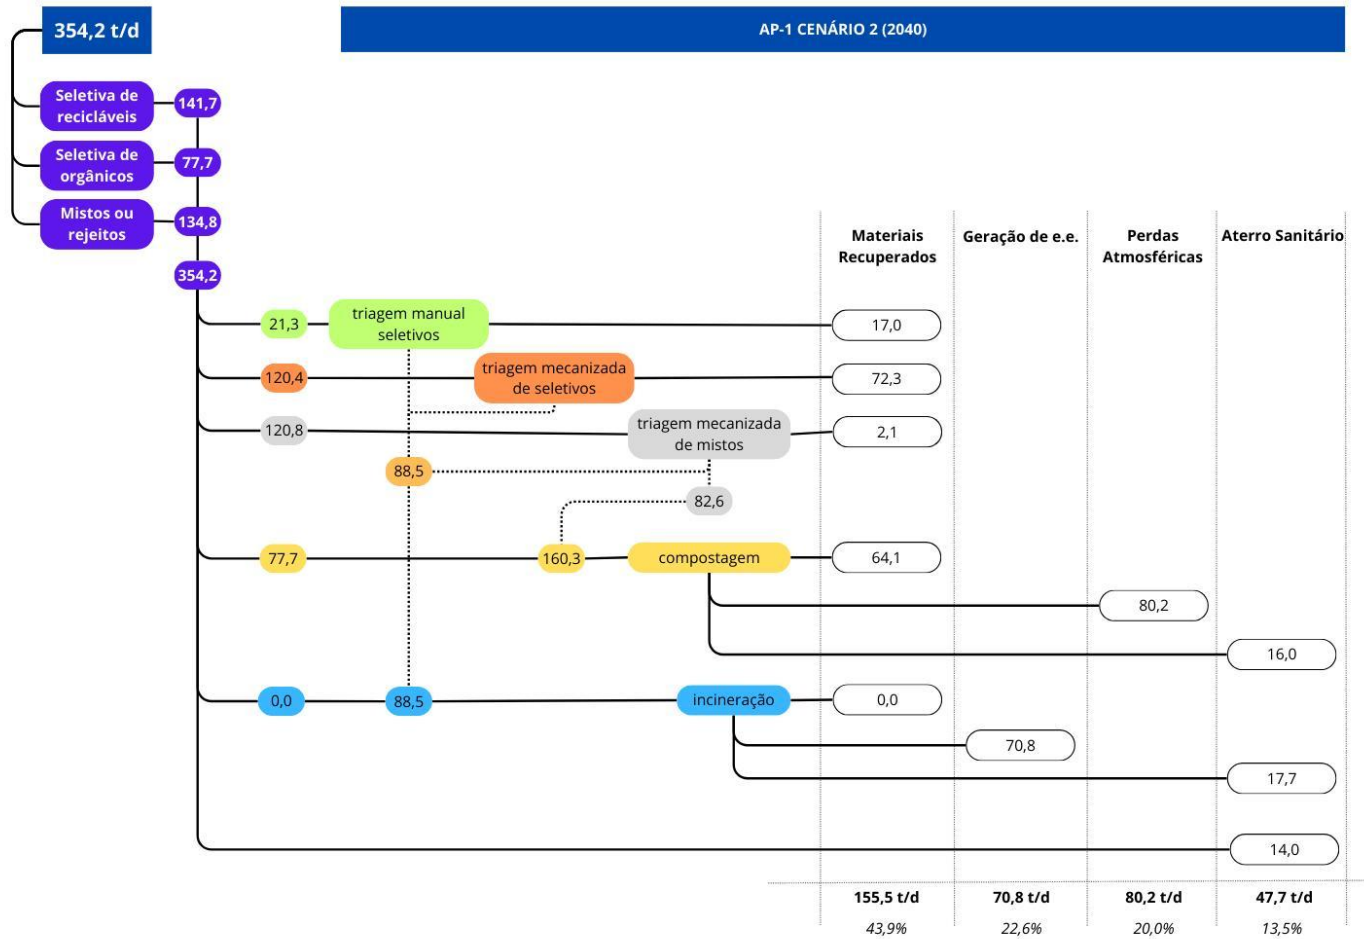 354,2 t/d
AP-1 CENÁRIO 2 (2040)
Seletiva de
recicláveis
141,7
Seletiva de
orgânicos
77,7
Mistos ou
rejeitos
134,8
354,2
Materiais
Recuperados
Geração de e.e.
Perdas
Atmosféricas
Aterro Sanitário
21,3
triagem manual
seletivos
17,0
120,4
triagem mecanizada
de seletivos
72,3
120,8
triagem mecanizada
de mistos
2,1
88,5
82,6
77,7
160,3
compostagem
64,1
80,2
16,0
0,0
88,5
incineração
0,0
70,8
17,7
14,0
155,5 t/d
70,8 t/d
80,2 t/d
47,7 t/d
43,9%
22,6%
20,0%
13,5%